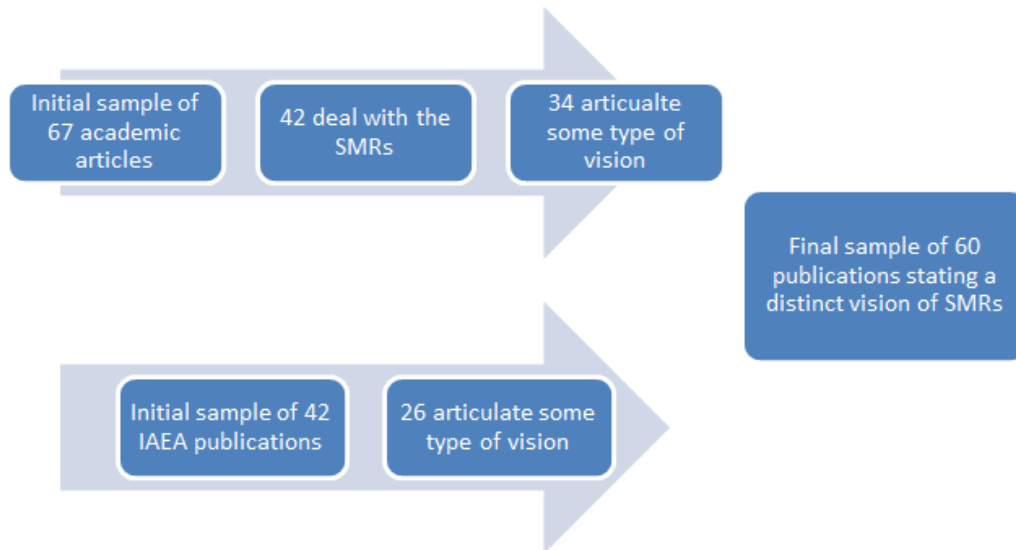 Initial sample of
67 academic
articles
42 deal with the
SMRs
34 articualte
some type of
vision
Final sample of 60
publications stating a
distinct vision of SMRs
Initial sample of 42
IAEA publications
26 articulate some
type of vision